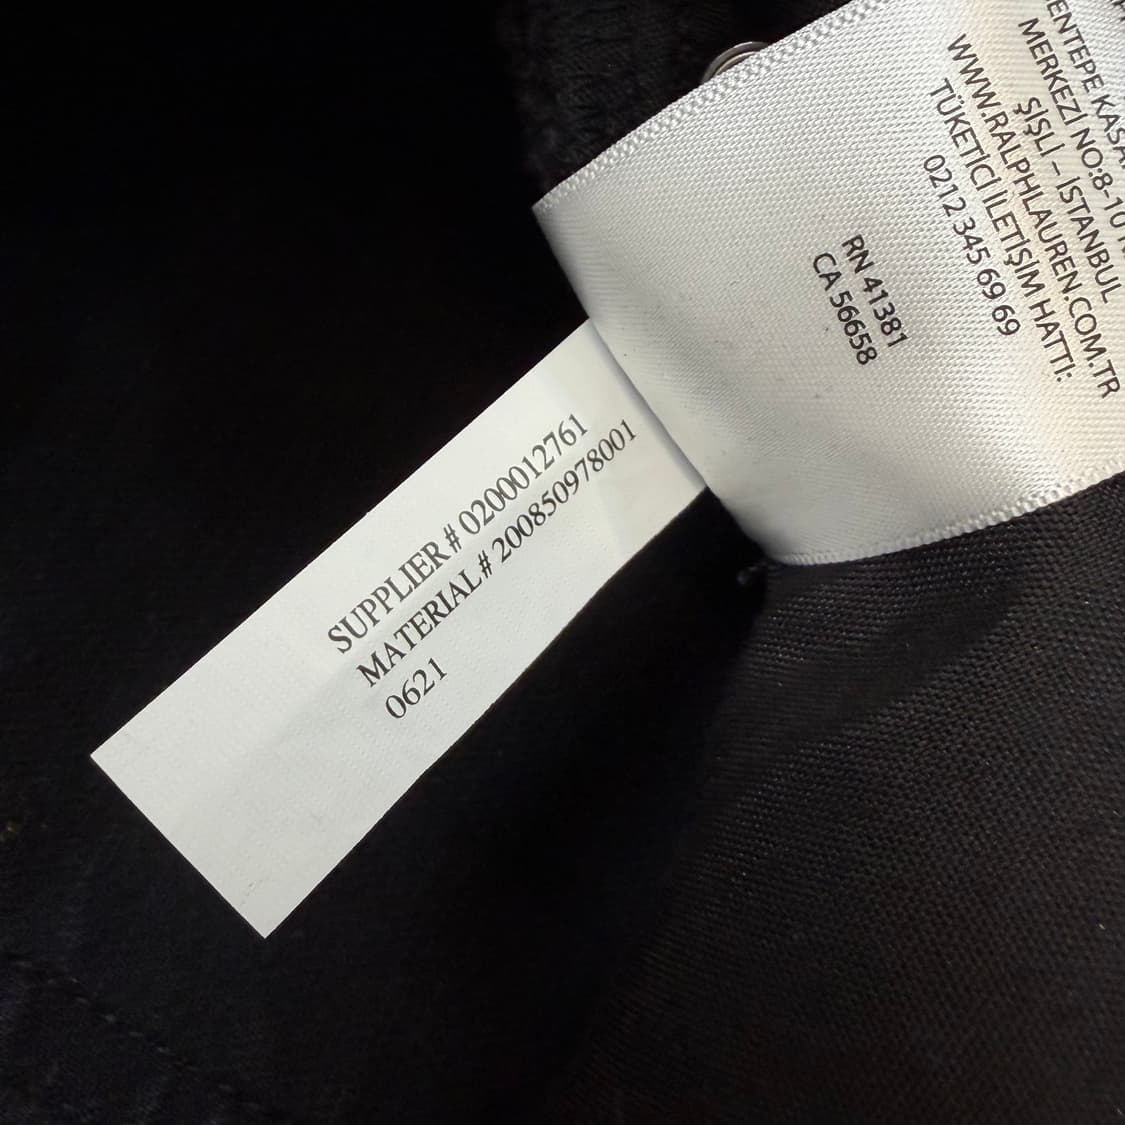 MERKEZİ NO:8-10
ŞİŞLİ – İSTANBUL
WWW.RALPHLAUREN.COM.TR
TÜKETİCİ İLETİŞİM HATTI:
0212 345 69 69
RN 41381
CA 56658
SUPPLIER # 0200012761
MATERIAL # 200850978001
0621